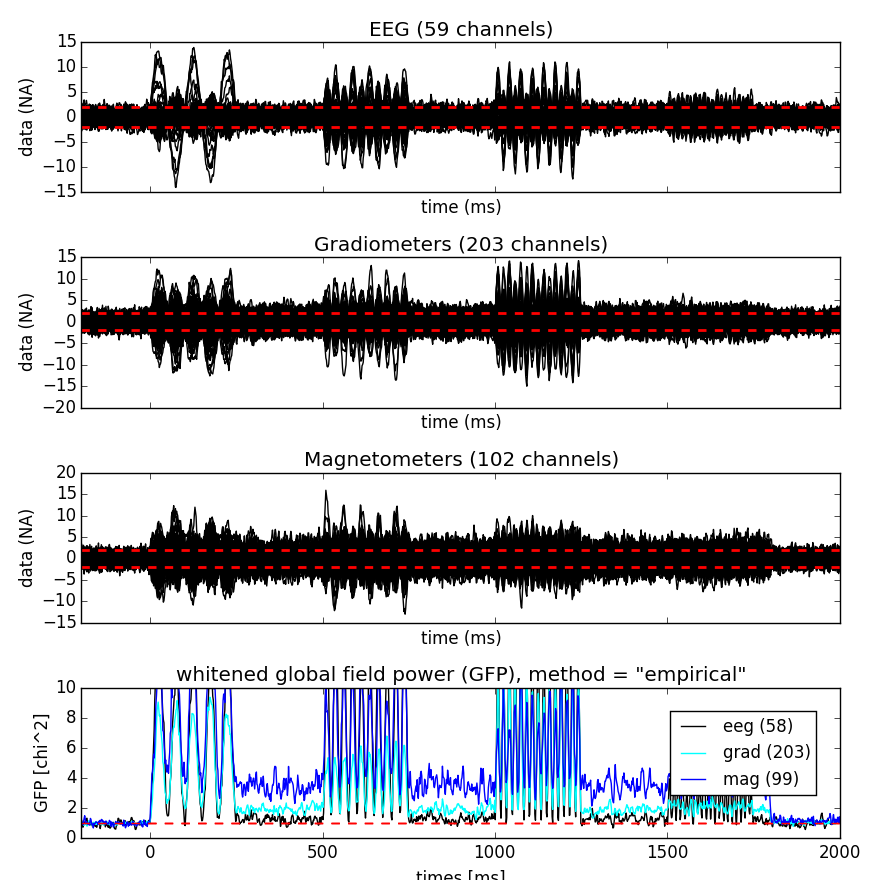 EEG (59 channels)
15
10
5
0
−5
−10
−15
data (NA)
time (ms)
Gradiometers (203 channels)
15
10
5
0
−5
−10
−15
−20
data (NA)
time (ms)
Magnetometers (102 channels)
20
15
10
5
0
−5
−10
−15
data (NA)
time (ms)
whitened global field power (GFP), method = "empirical"
10
8
6
4
2
0
GFP [chi^2]
eeg (58)
grad (203)
mag (99)
0 500 1000 1500 2000
times [ms]